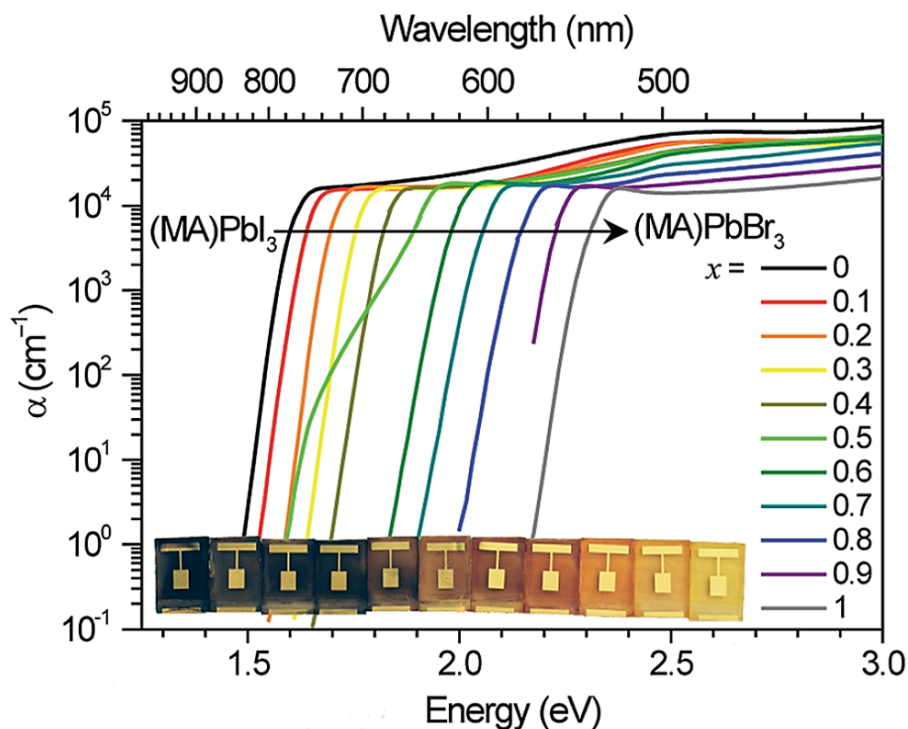 Wavelength (nm)
900 800 700 600 500
10⁵
10⁴
(MA)PbI₃ (MA)PbBr₃
x =
0
10³
0.1
0.2
α (cm⁻¹)
0.3
10²
0.4
0.5
10¹
0.6
0.7
10⁰
0.8
0.9
10⁻¹
1
1.5 2.0 2.5 3.0
Energy (eV)